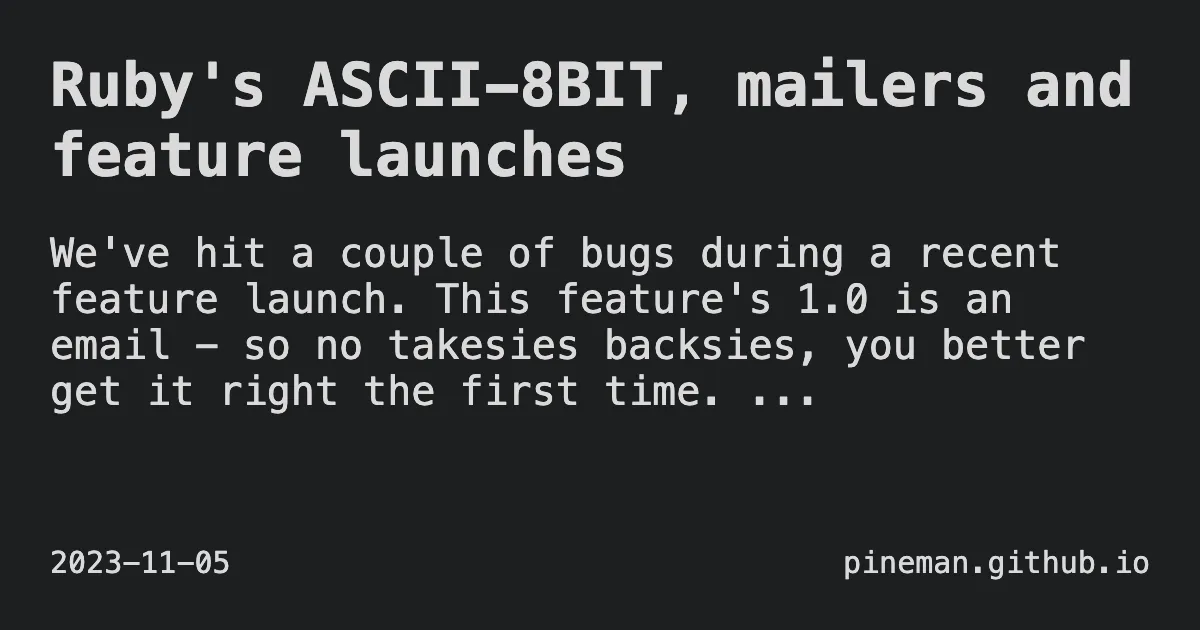 Ruby's ASCII-8BIT, mailers and
feature launches
We've hit a couple of bugs during a recent
feature launch. This feature's 1.0 is an
email - so no takesies backsies, you better
get it right the first time. ...
2023-11-05
pineman.github.io